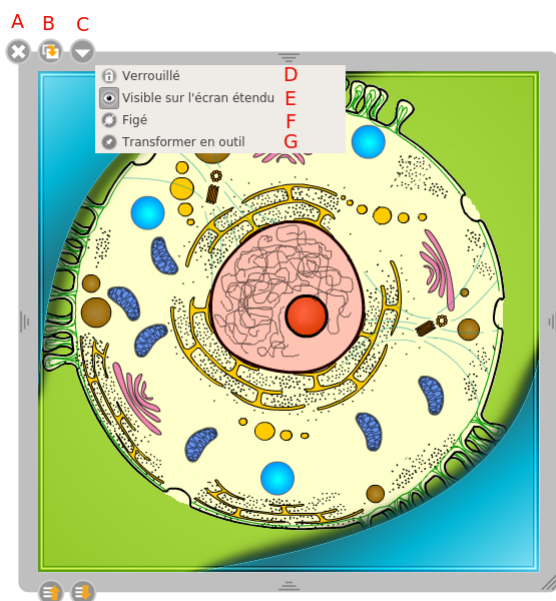 A B C
Verrouillé D
Visible sur l'écran étendu E
Figé F
Transformer en outil G